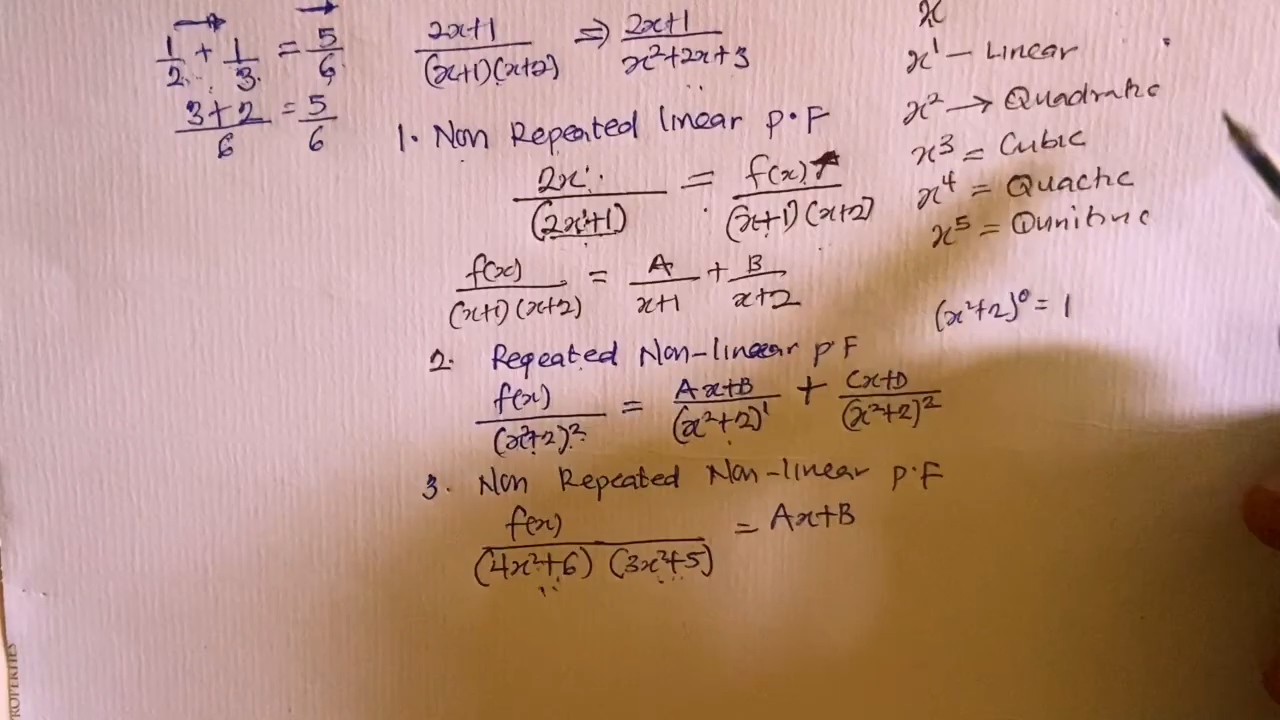 1/2 + 1/3 = 5/6
(3+2)/6 = 5/6
(2x+1)/((x+1)(x+2)) ⇒ (2x+1)/(x²+2x+3)
x
x¹ – Linear
x² → Quadratic
x³ = Cubic
x⁴ = Quactic
x⁵ = Qunitinc
1. Non Repeated linear P.F
2x/(2x+1) = f(x)/((x+1)(x+2))
f(x)/((x+1)(x+2)) = A/(x+1) + B/(x+2)
(x²+2)⁰ = 1
2. Repeated Non-linear P.F
f(x)/(x²+2)² = (Ax+B)/(x²+2)¹ + (Cx+D)/(x²+2)²
3. Non Repeated Non-linear P.F
f(x)/((4x²+6)(3x²+5)) = Ax+B